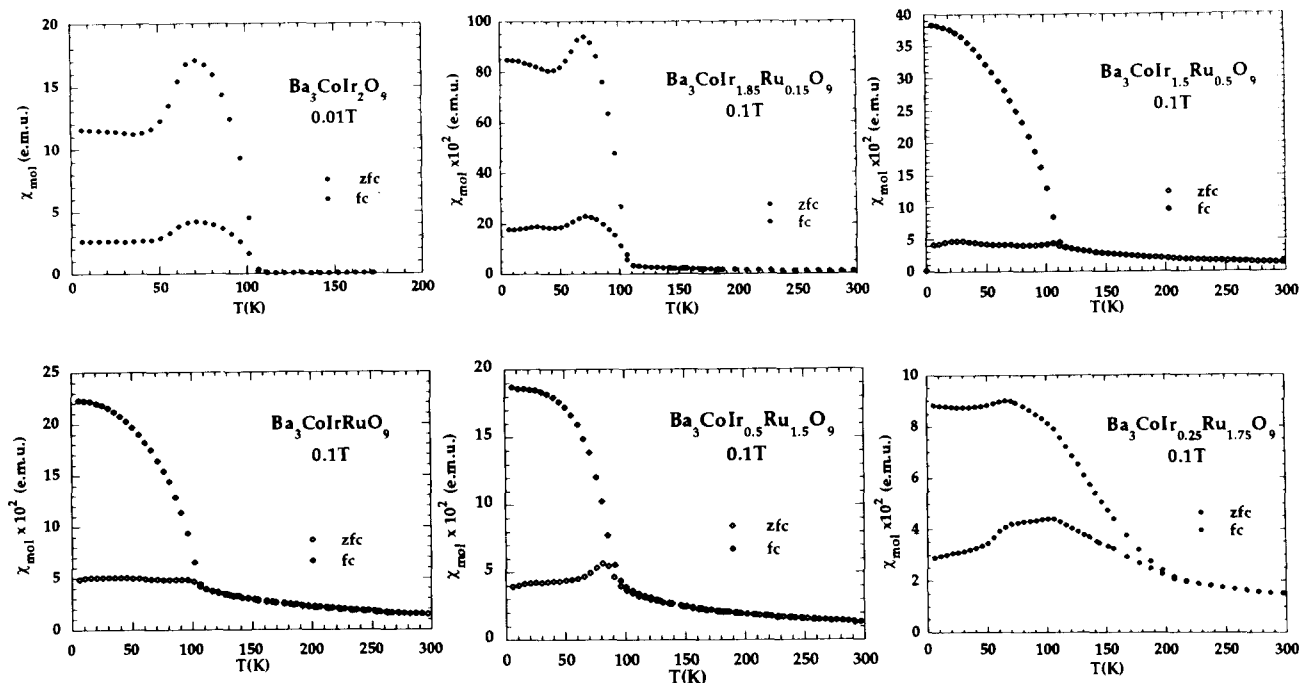 χ_mol (e.m.u.)
20
15
10
5
0
Ba₃CoIr₂O₉
0.01T
zfc
fc
0 50 100 150 200
T(K)
χ_mol x10² (e.m.u.)
100
80
60
40
20
0
Ba₃CoIr₁.₈₅Ru₀.₁₅O₉
0.1T
zfc
fc
0 50 100 150 200 250 300
T(K)
χ_mol x10² (e.m.u)
40
35
30
25
20
15
10
5
0
Ba₃CoIr₁.₅Ru₀.₅O₉
0.1T
zfc
fc
0 50 100 150 200 250 300
T(K)
χ_mol x 10² (e.m.u.)
25
20
15
10
5
0
Ba₃CoIrRuO₉
0.1T
zfc
fc
0 50 100 150 200 250 300
T(K)
χ_mol x 10² (e.m.u.)
20
15
10
5
0
Ba₃CoIr₀.₅Ru₁.₅O₉
0.1T
zfc
fc
0 50 100 150 200 250 300
T(K)
χ_mol x10² (e.m.u.)
10
8
6
4
2
0
Ba₃CoIr₀.₂₅Ru₁.₇₅O₉
0.1T
zfc
fc
0 50 100 150 200 250 300
T(K)